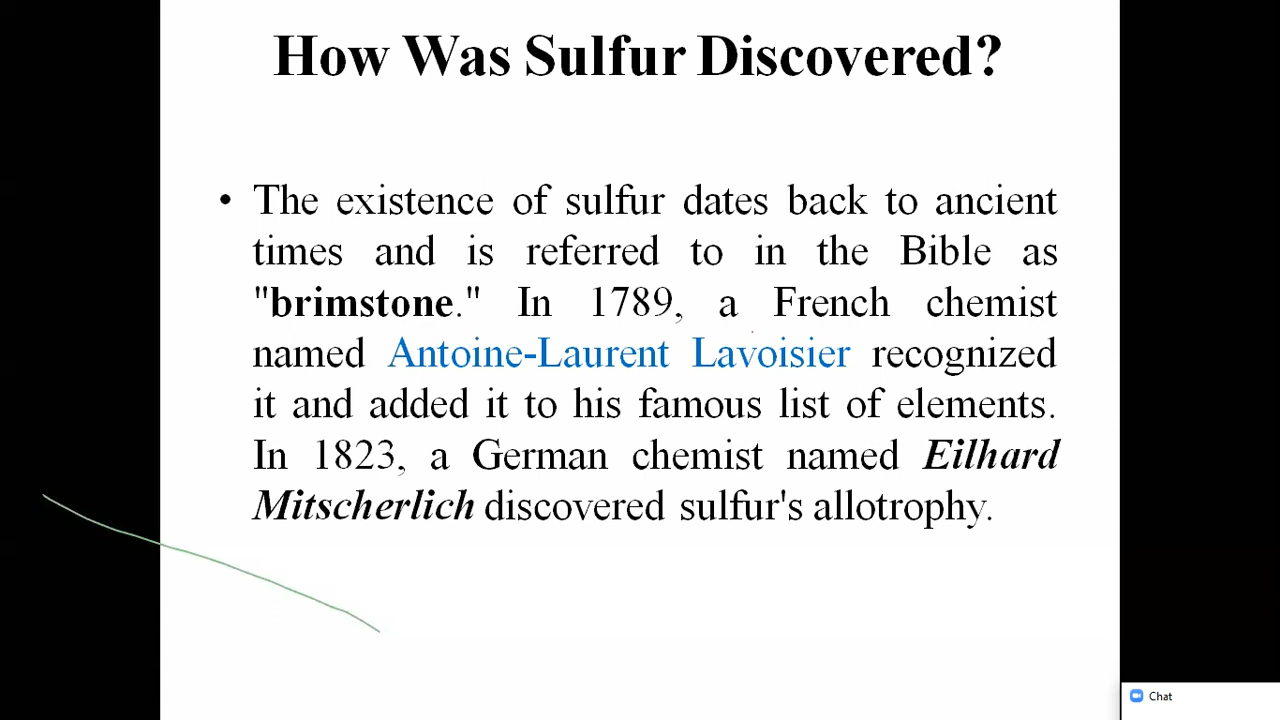 How Was Sulfur Discovered?
• The existence of sulfur dates back to ancient
times and is referred to in the Bible as
"brimstone." In 1789, a French chemist
named Antoine-Laurent Lavoisier recognized
it and added it to his famous list of elements.
In 1823, a German chemist named Eilhard
Mitscherlich discovered sulfur's allotrophy.
Chat